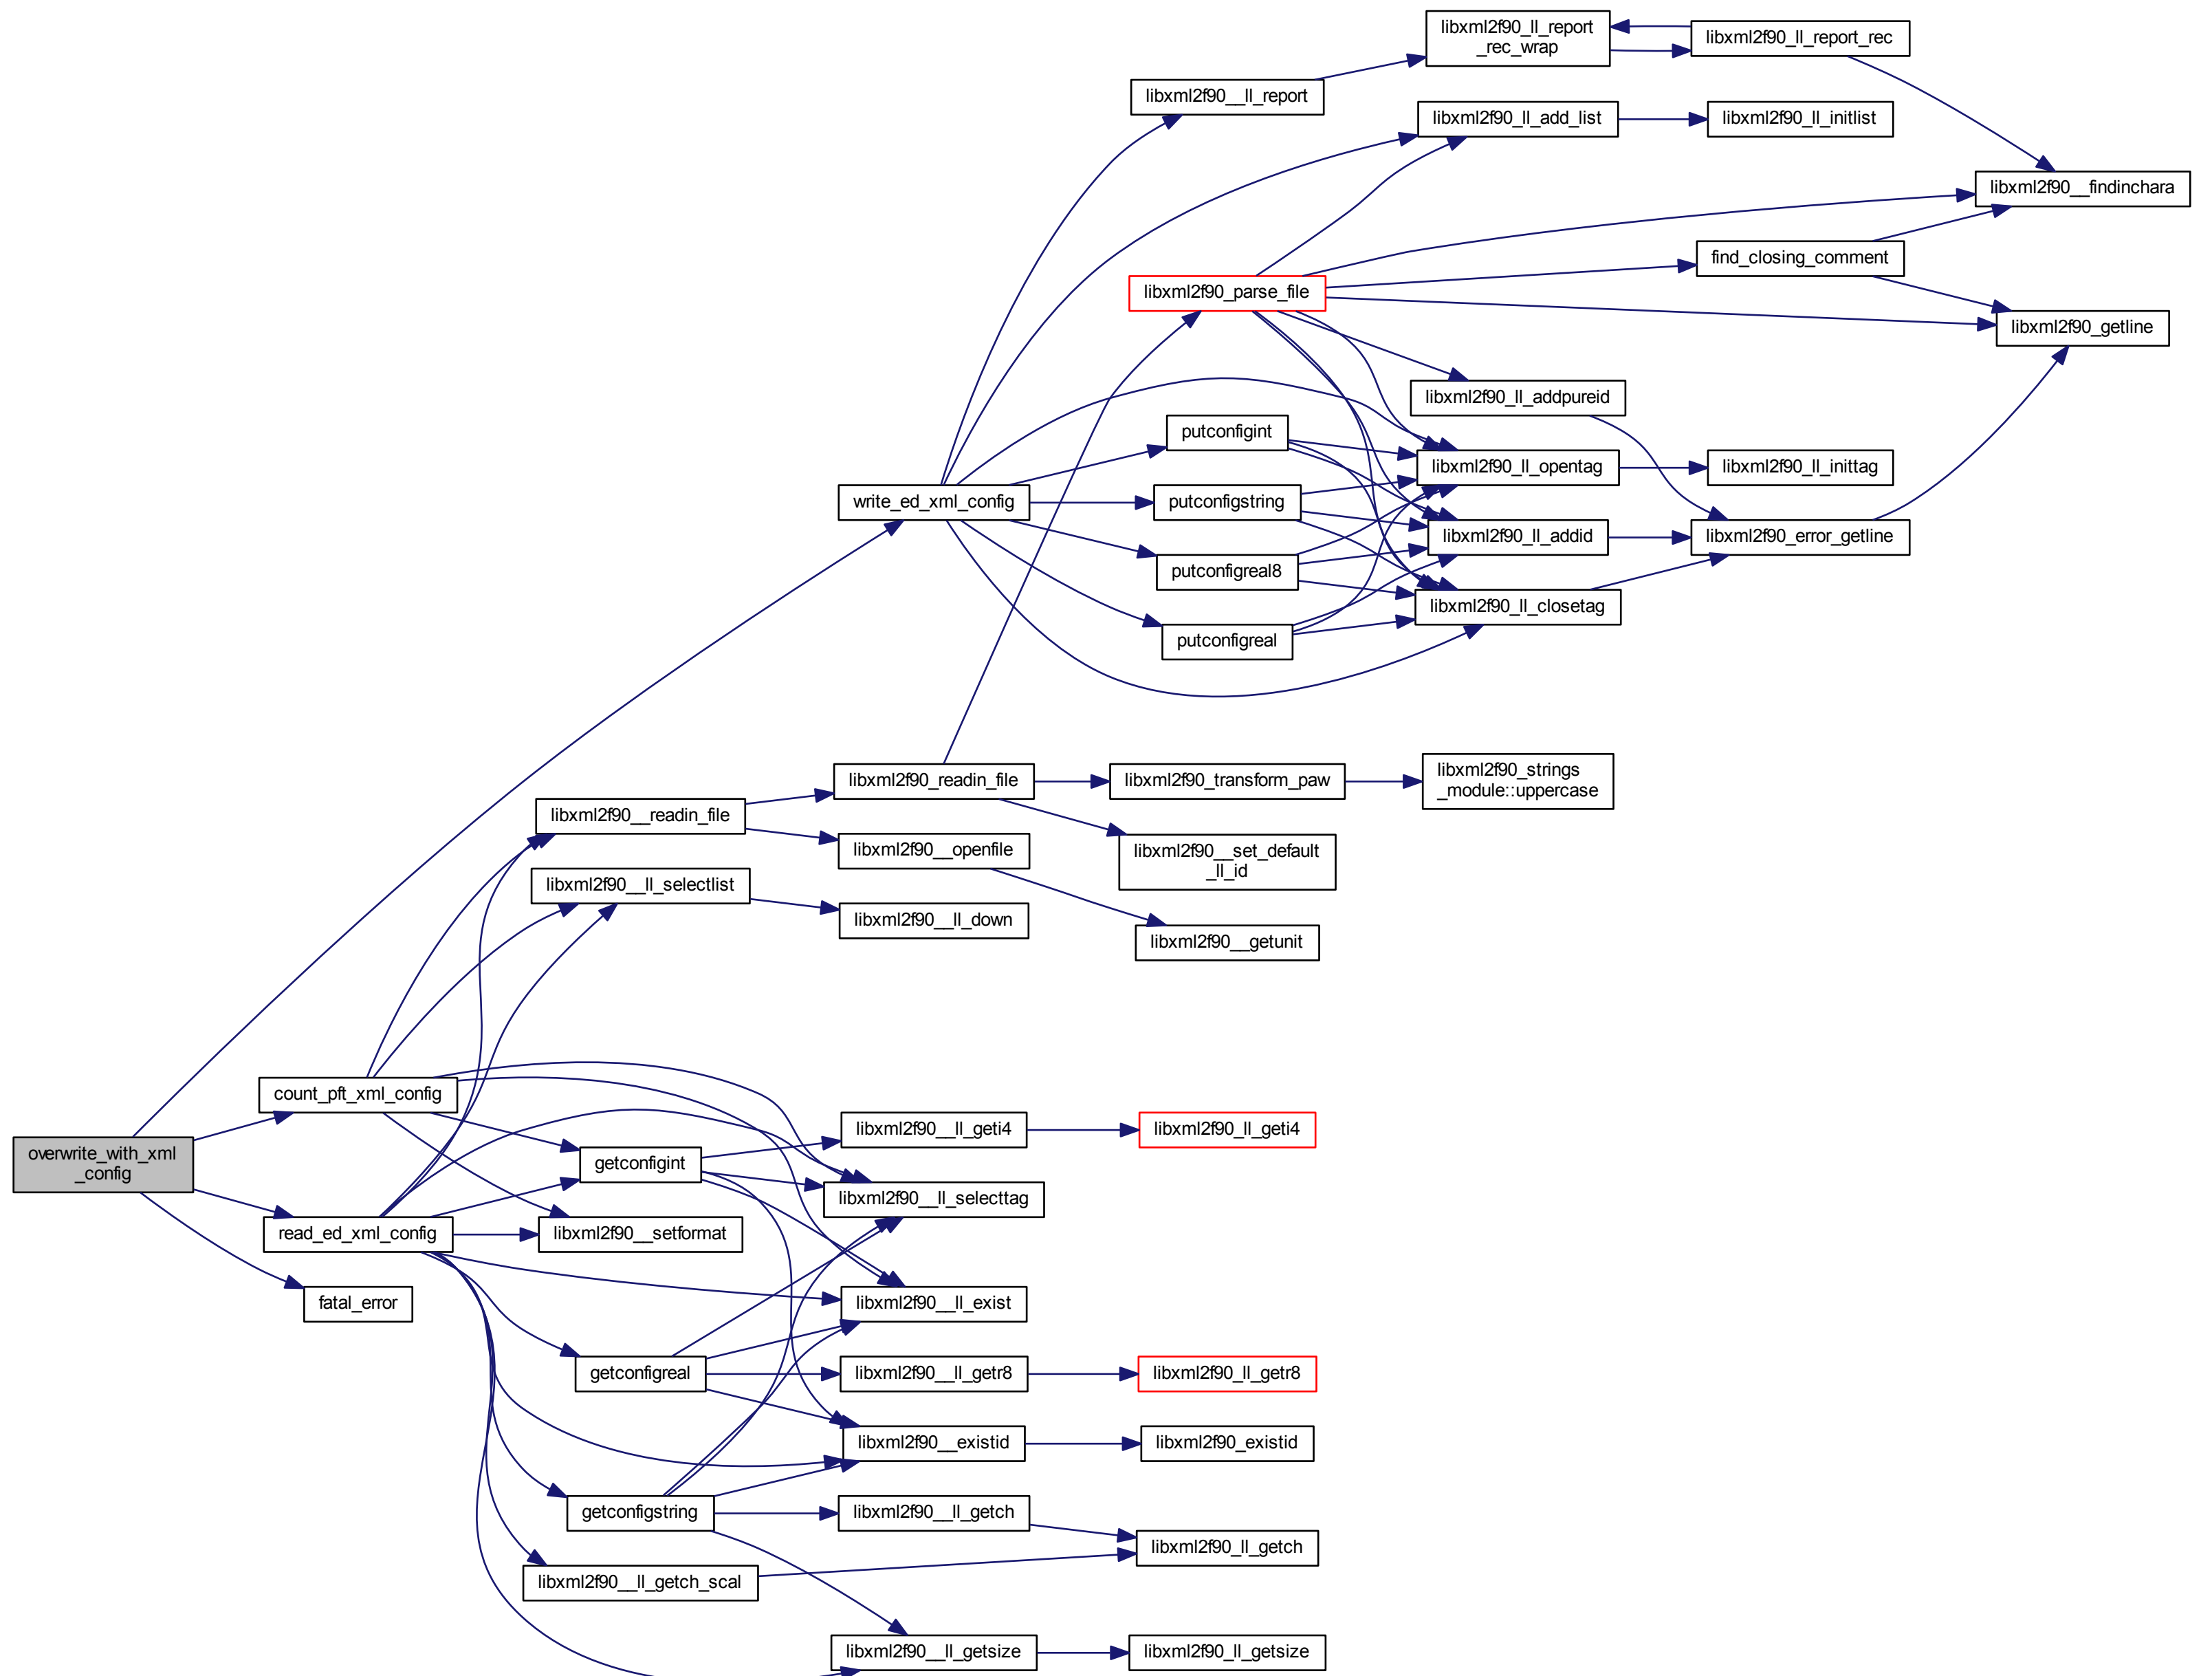 libxml2f90_ll_report
_rec_wrap
libxml2f90_ll_report_rec
libxml2f90__ll_report
libxml2f90_ll_add_list
libxml2f90_ll_initlist
libxml2f90__findinchara
find_closing_comment
libxml2f90_parse_file
libxml2f90_getline
libxml2f90_ll_addpureid
putconfigint
libxml2f90_ll_opentag
libxml2f90_ll_inittag
write_ed_xml_config
putconfigstring
libxml2f90_ll_addid
libxml2f90_error_getline
putconfigreal8
libxml2f90_ll_closetag
putconfigreal
libxml2f90_readin_file
libxml2f90_transform_paw
libxml2f90_strings
_module::uppercase
libxml2f90__readin_file
libxml2f90__openfile
libxml2f90__set_default
_ll_id
libxml2f90__ll_selectlist
libxml2f90__ll_down
libxml2f90__getunit
count_pft_xml_config
libxml2f90__ll_geti4
libxml2f90_ll_geti4
overwrite_with_xml
_config
getconfigint
libxml2f90__ll_selecttag
read_ed_xml_config
libxml2f90__setformat
fatal_error
libxml2f90__ll_exist
getconfigreal
libxml2f90__ll_getr8
libxml2f90_ll_getr8
libxml2f90__existid
libxml2f90_existid
getconfigstring
libxml2f90__ll_getch
libxml2f90_ll_getch
libxml2f90__ll_getch_scal
libxml2f90__ll_getsize
libxml2f90_ll_getsize